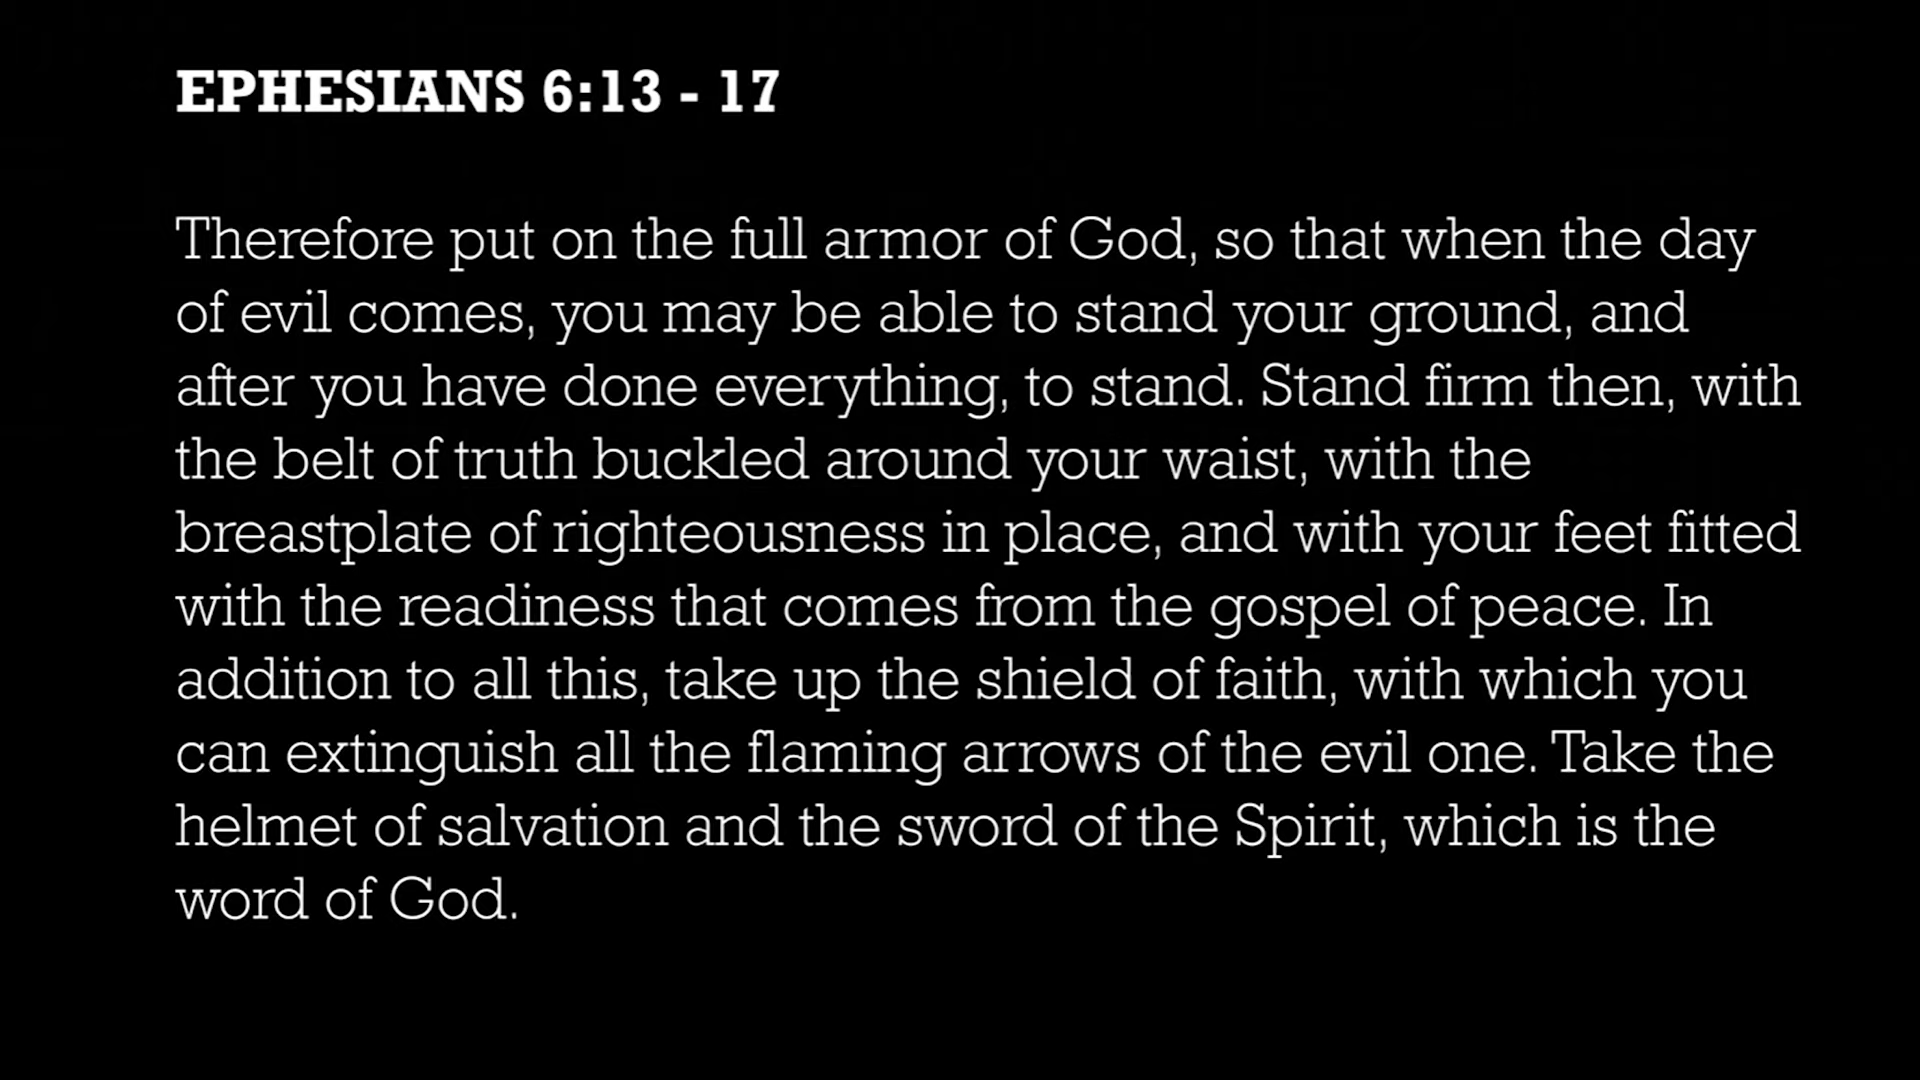 EPHESIANS 6:13 - 17
Therefore put on the full armor of God, so that when the day
of evil comes, you may be able to stand your ground, and
after you have done everything, to stand. Stand firm then, with
the belt of truth buckled around your waist, with the
breastplate of righteousness in place, and with your feet fitted
with the readiness that comes from the gospel of peace. In
addition to all this, take up the shield of faith, with which you
can extinguish all the flaming arrows of the evil one. Take the
helmet of salvation and the sword of the Spirit, which is the
word of God.